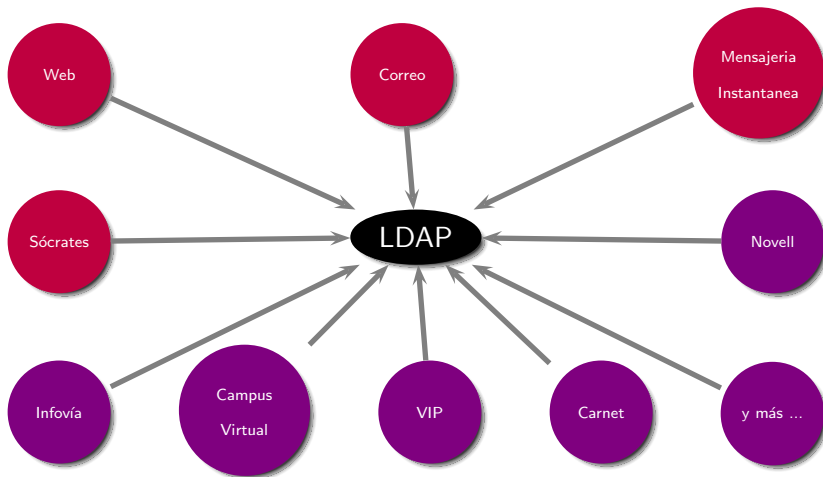 Web
Correo
Mensajeria
Instantanea
Sócrates
LDAP
Novell
Infovía
Campus
Virtual
VIP
Carnet
y más ...